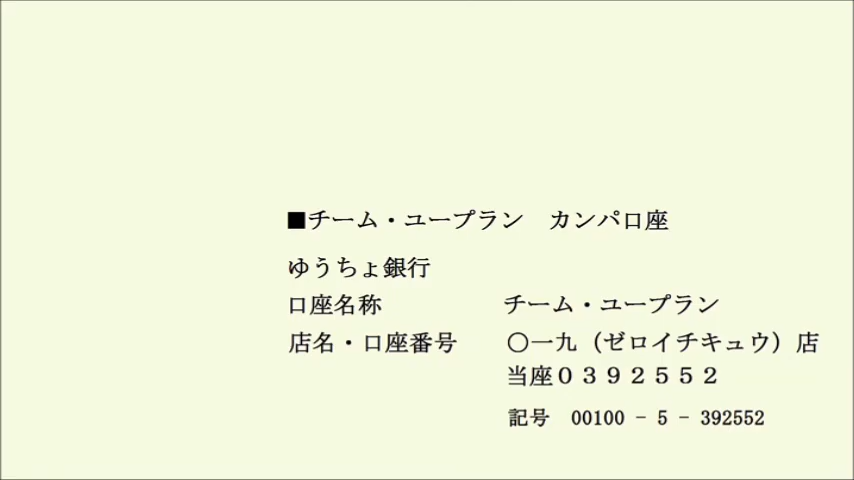 ■チーム・ユープラン　カンパ口座
ゆうちょ銀行
口座名称　チーム・ユープラン
店名・口座番号　〇一九（ゼロイチキュウ）店
当座０３９２５５２
記号　00100 － 5 － 392552